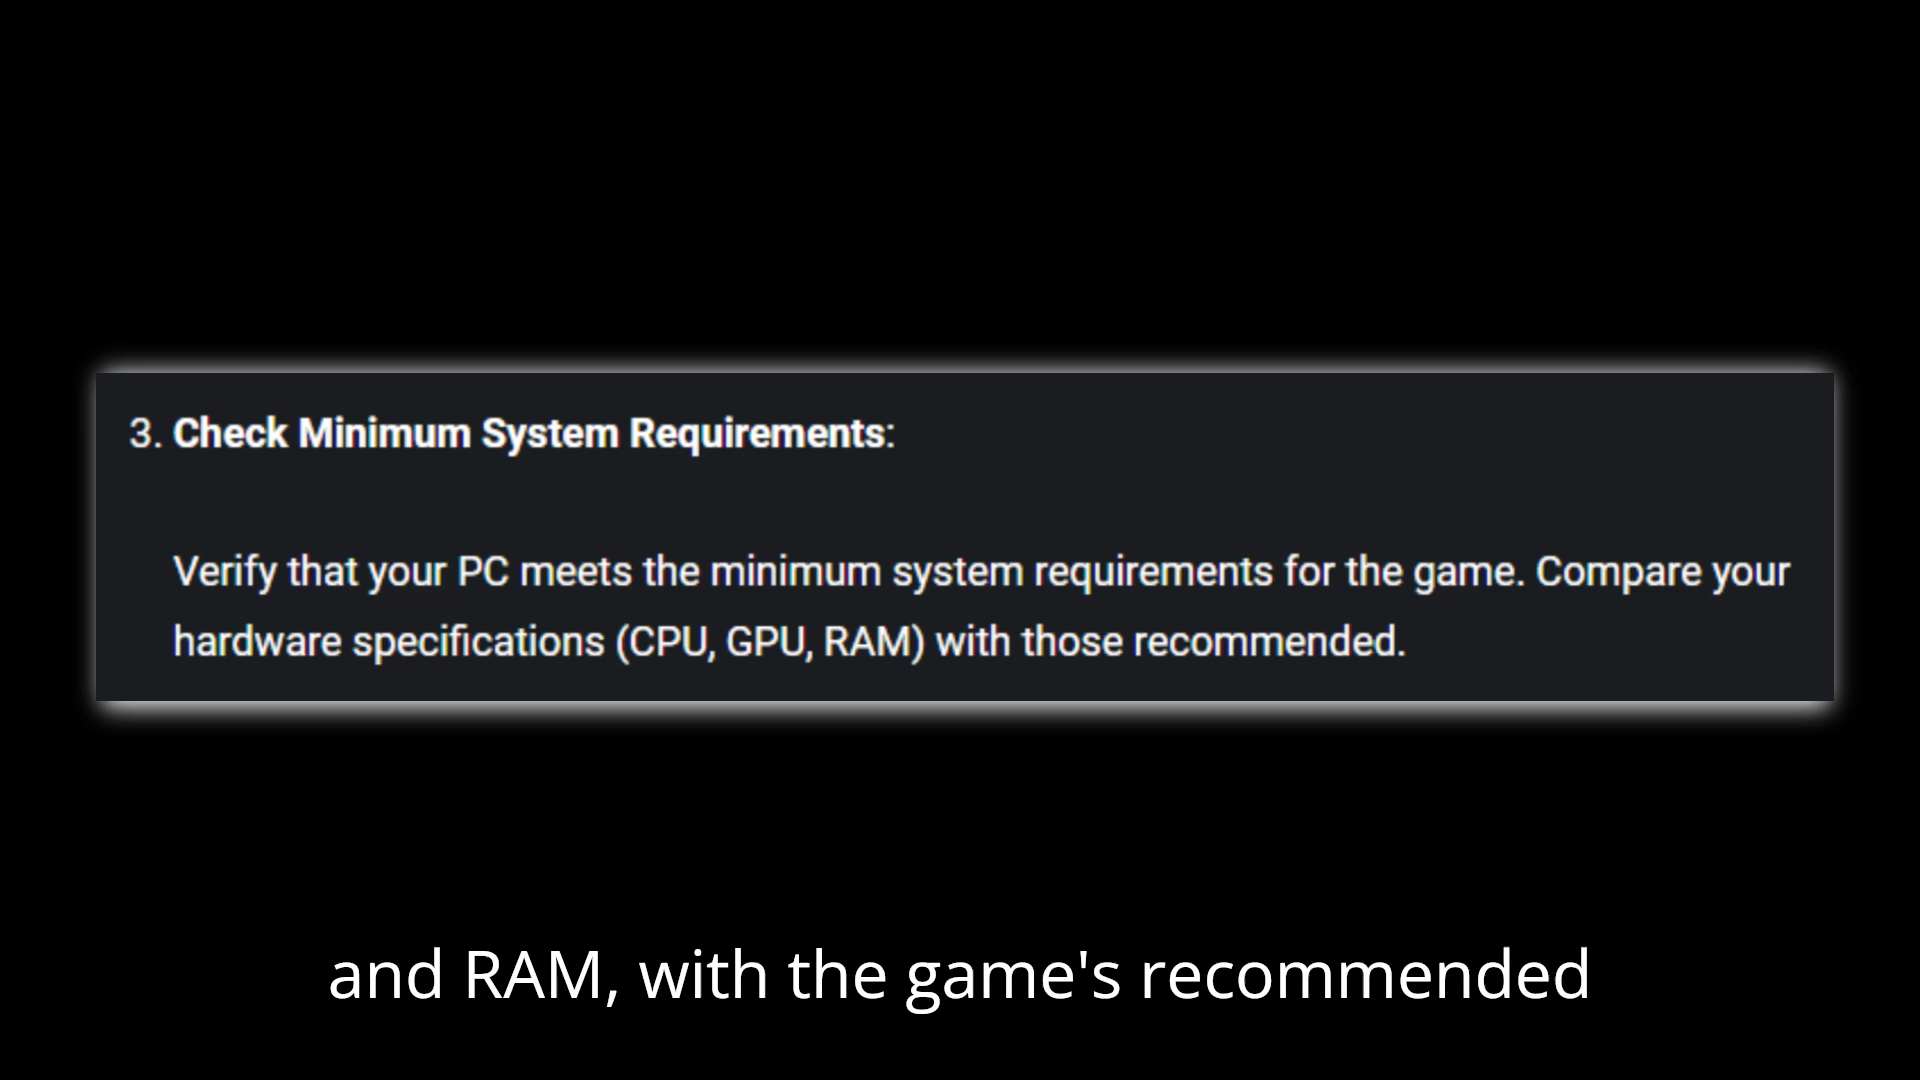 3. Check Minimum System Requirements:
Verify that your PC meets the minimum system requirements for the game. Compare your
hardware specifications (CPU, GPU, RAM) with those recommended.
and RAM, with the game's recommended